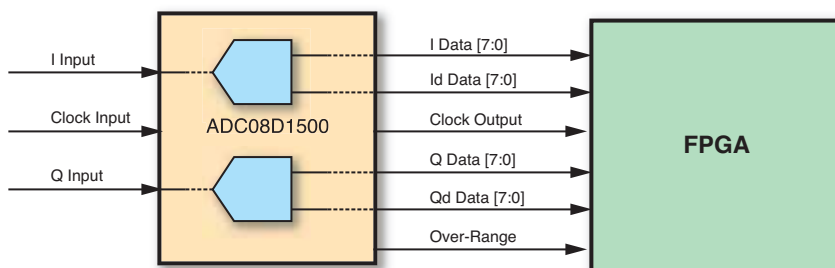 I Input
Clock Input
Q Input
ADC08D1500
I Data [7:0]
Id Data [7:0]
Clock Output
Q Data [7:0]
Qd Data [7:0]
Over-Range
FPGA